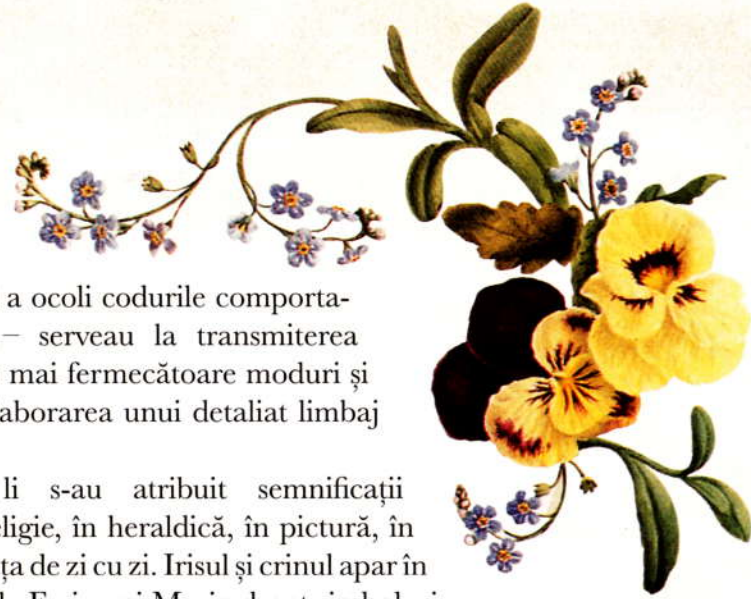 a ocoli codurile comporta-
– serveau la transmiterea
mai fermecătoare moduri și
aborarea unui detaliat limbaj
li s-au atribuit semnificații
eligie, în heraldică, în pictură, în
ța de zi cu zi. Irisul și crinul apar în